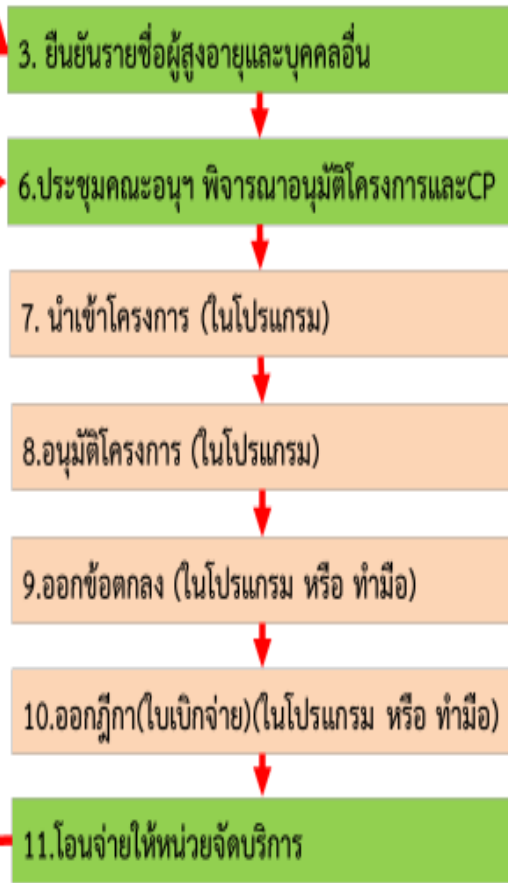 3. ยืนยันรายชื่อผู้สูงอายุและบุคคลอื่น
6.ประชุมคณะอนุฯ พิจารณาอนุมัติโครงการและCP
7. นำเข้าโครงการ (ในโปรแกรม)
8.อนุมัติโครงการ (ในโปรแกรม)
9.ออกข้อตกลง (ในโปรแกรม หรือ ทำมือ)
10.ออกฎีกา(ใบเบิกจ่าย)(ในโปรแกรม หรือ ทำมือ)
11.โอนจ่ายให้หน่วยจัดบริการ